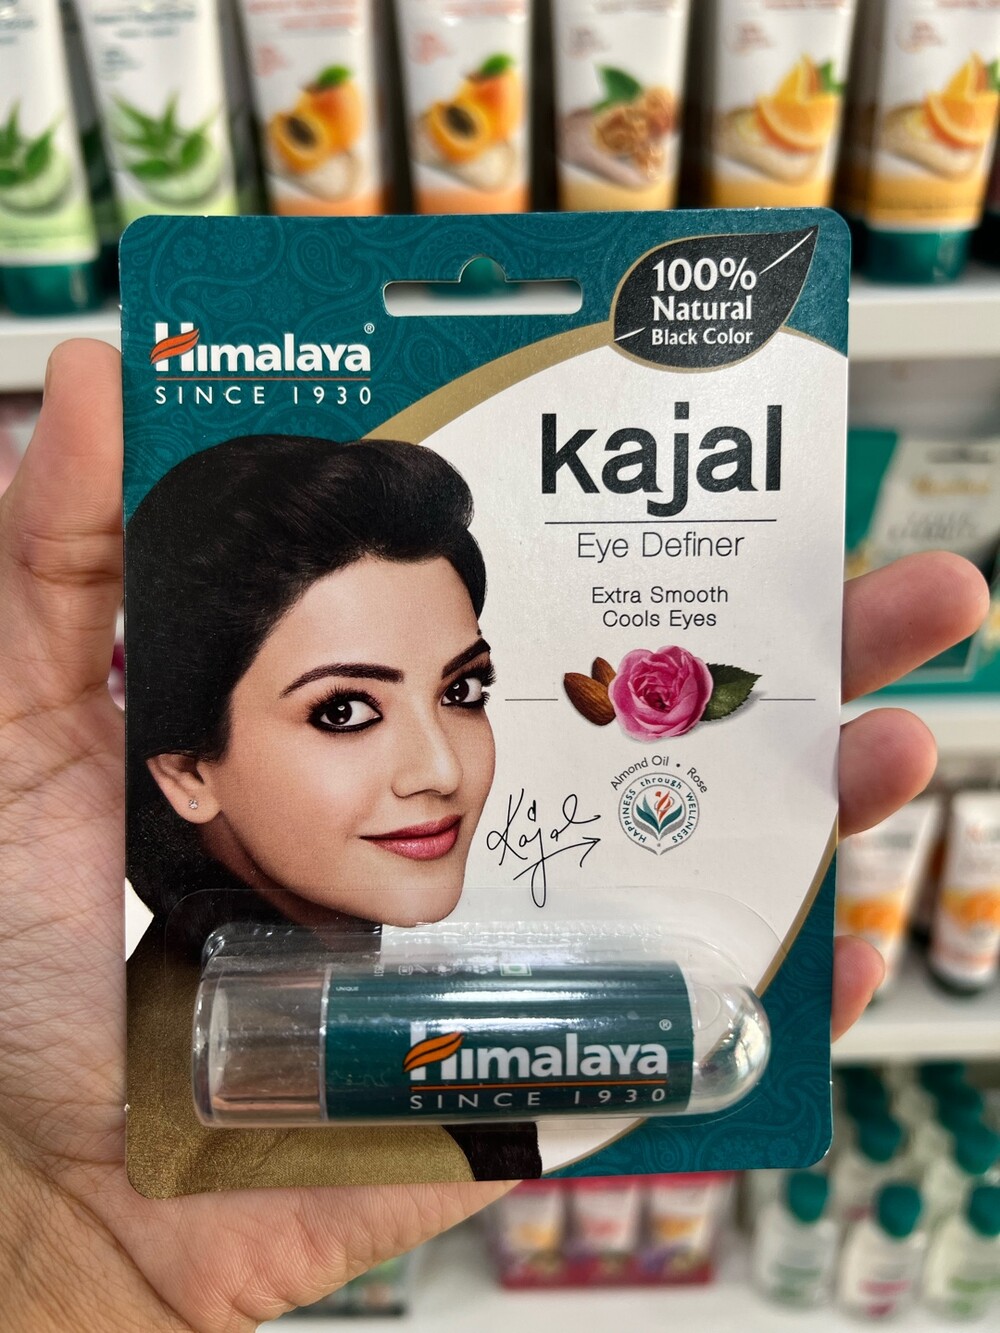 100%
Natural
Black Color
Himalaya®
SINCE 1930
kajal
Eye Definer
Extra Smooth
Cools Eyes
Almond Oil • Rose
HAPPINESS through WELLNESS
Kajal
UNIQUE
Himalaya®
SINCE 1930